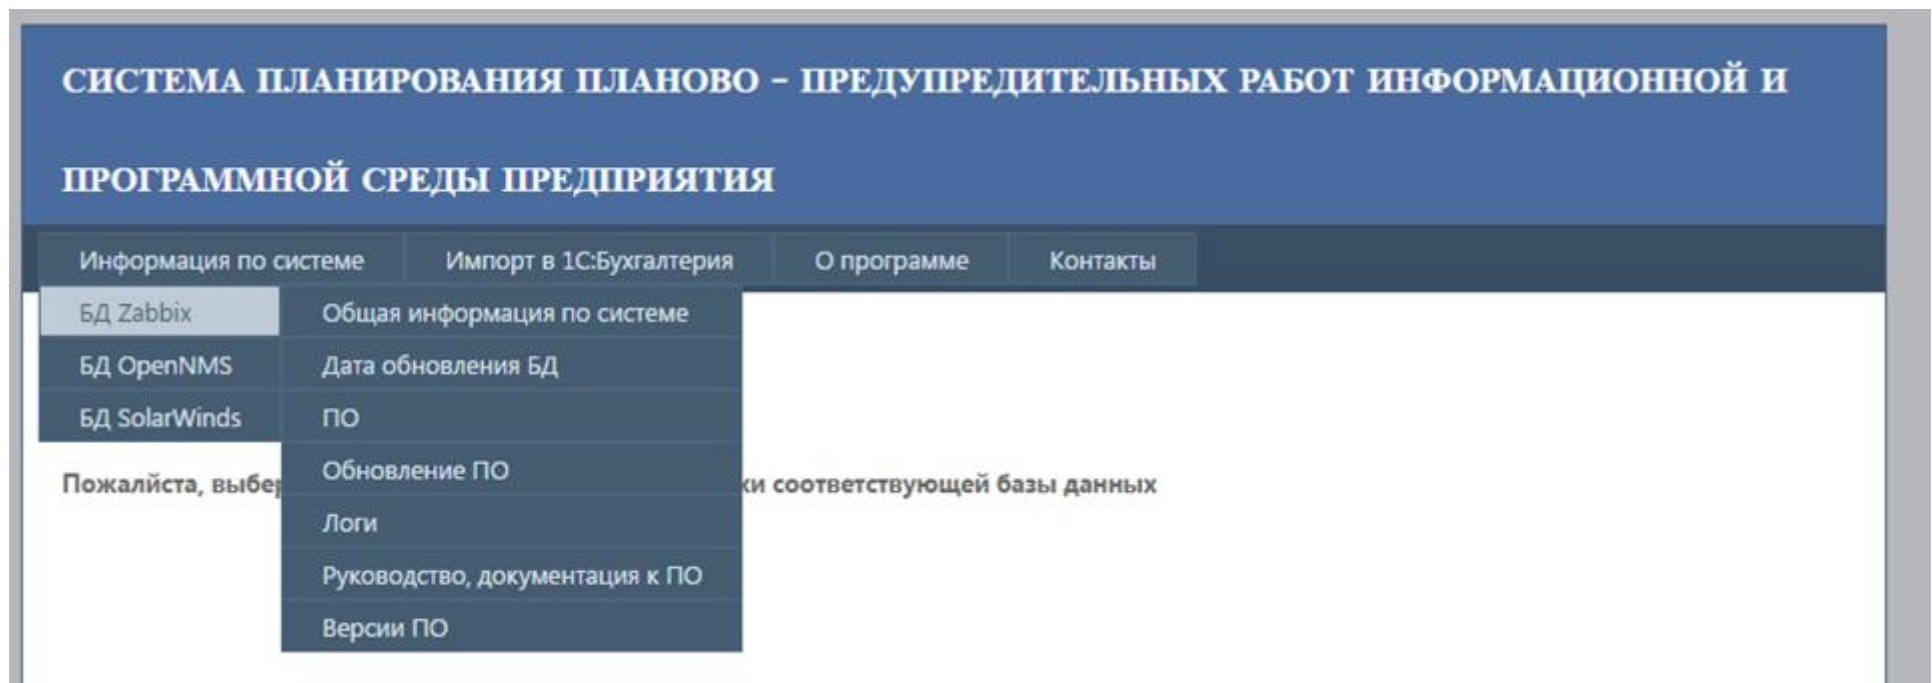 СИСТЕМА ПЛАНИРОВАНИЯ ПЛАНОВО – ПРЕДУПРЕДИТЕЛЬНЫХ РАБОТ ИНФОРМАЦИОННОЙ И
ПРОГРАММНОЙ СРЕДЫ ПРЕДПРИЯТИЯ
Информация по системе Импорт в 1С:Бухгалтерия О программе Контакты
БД Zabbix Общая информация по системе
БД OpenNMS Дата обновления БД
БД SolarWinds ПО
Обновление ПО
Пожалйста, соответствующей базы данных
Логи
Руководство, документация к ПО
Версии ПО